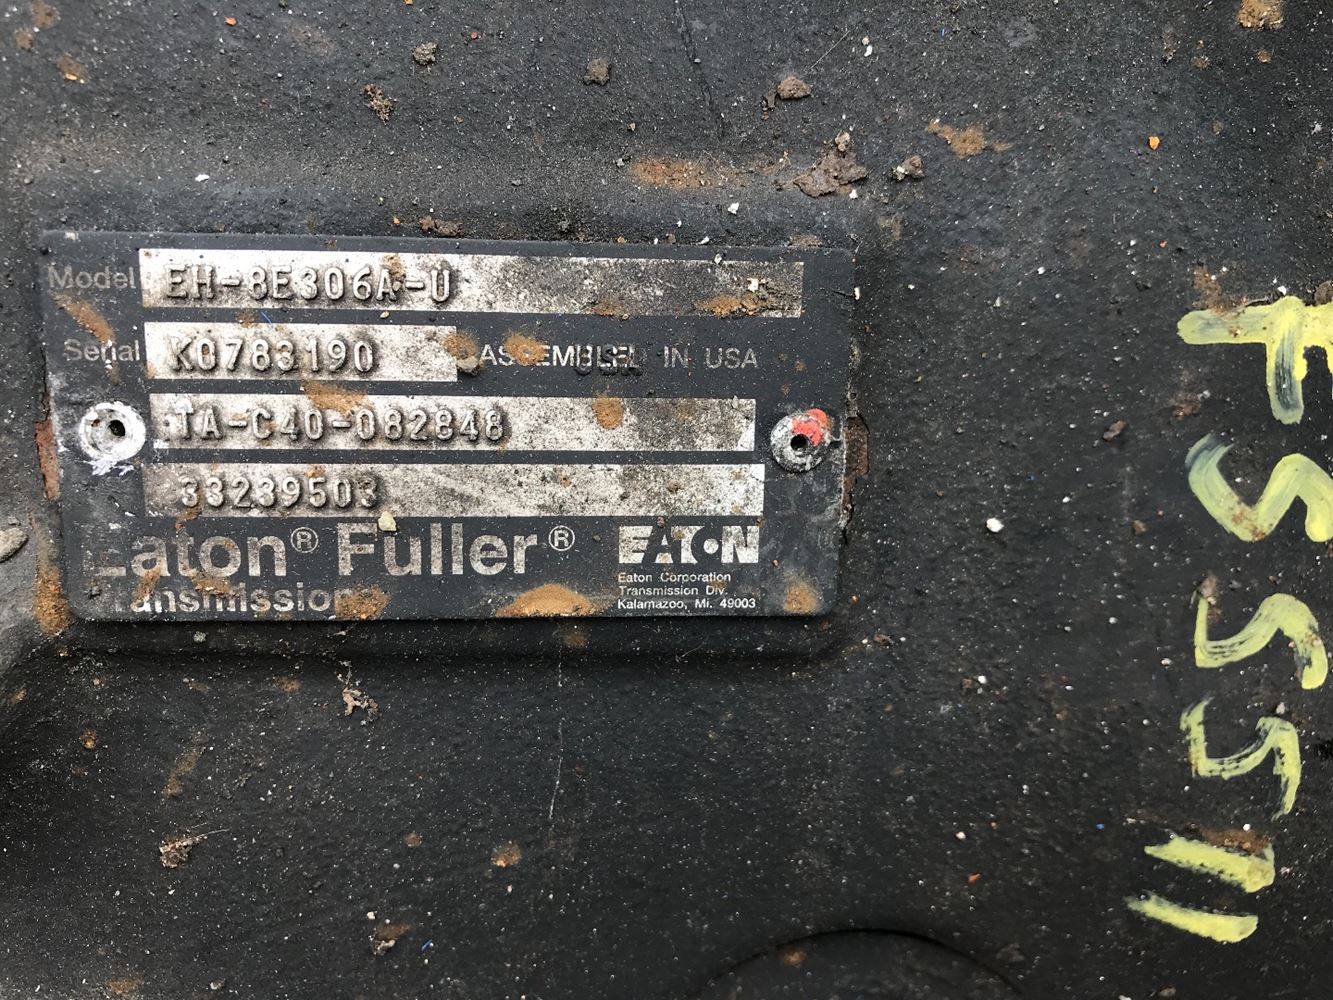 Model EH-8E306A-U
Serial K0783190 ASSEMBLED IN USA
TA-C40-082848
33239503
Eaton® Fuller®
Transmission
EATON
Eaton Corporation
Transmission Div.
Kalamazoo, Mi. 49003